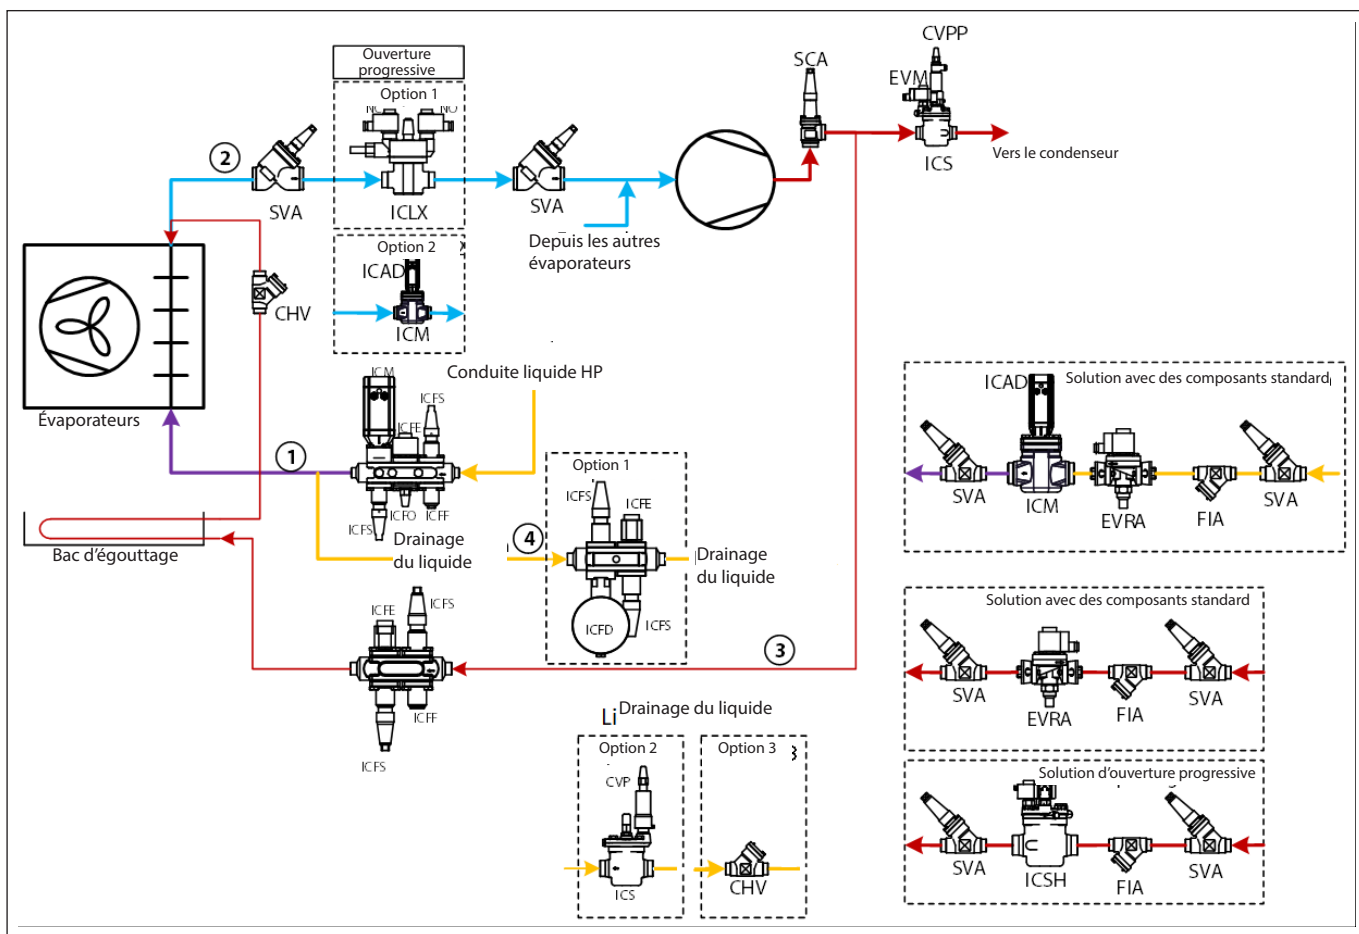 Ouverture
progressive
Option 1
NO
2
SVA
ICLX
SVA
SCA
CVPP
EVM
ICS
Vers le condenseur
Depuis les autres
évaporateurs
Option 2
ICAD
ICM
CHV
Évaporateurs
Conduite liquide HP
ICM
ICFS
ICFE
1
ICFS
ICFO
ICFF
Drainage
du liquide
4
Option 1
ICFS
ICFE
ICFD
ICFS
Drainage
du liquide
Bac d'égouttage
ICFE
ICFS
ICFF
ICFS
3
Li
Drainage du liquide
Option 2
CVP
ICS
Option 3
CHV
Solution avec des composants standard
ICAD
SVA
ICM
EVRA
FIA
SVA
Solution avec des composants standard
SVA
EVRA
FIA
SVA
Solution d'ouverture progressive
SVA
ICSH
FIA
SVA